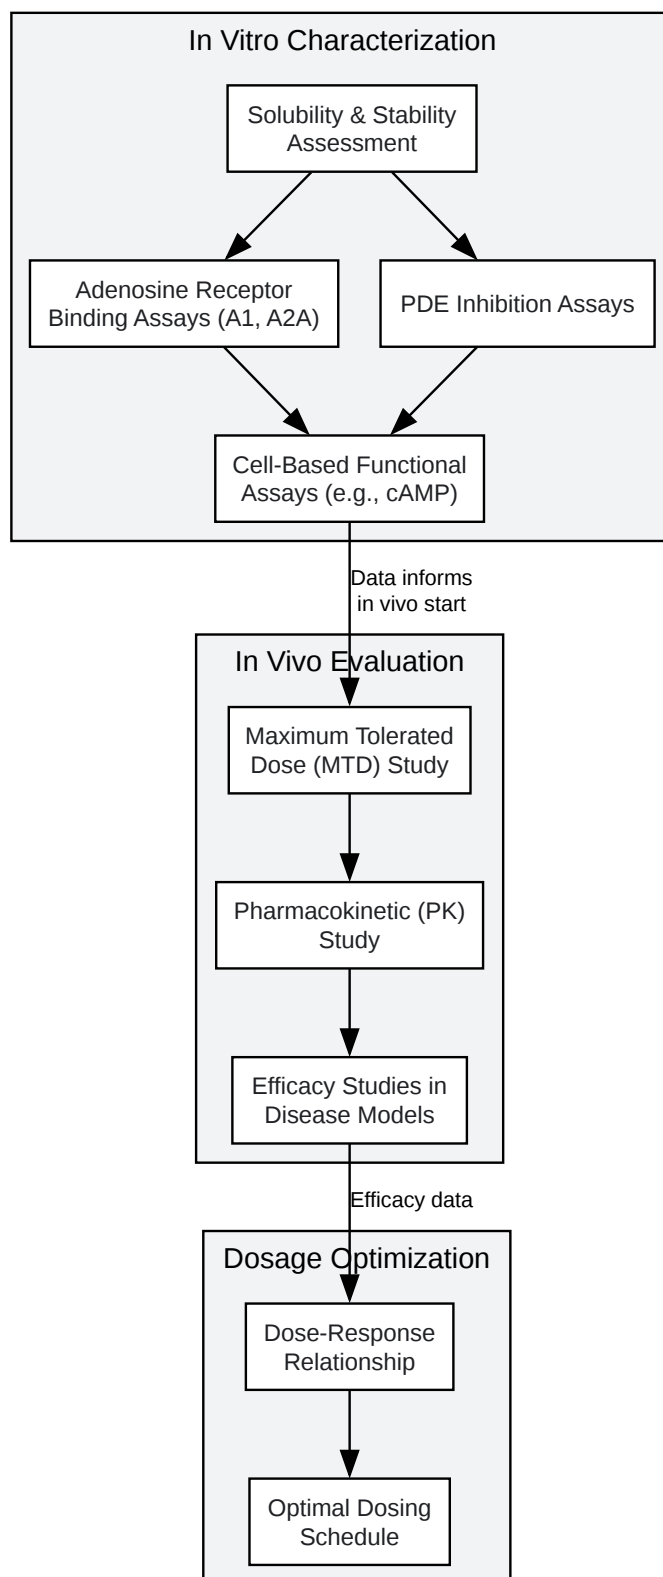 In Vitro Characterization
Solubility & Stability
Assessment
Adenosine Receptor
Binding Assays (A1, A2A)
PDE Inhibition Assays
Cell-Based Functional
Assays (e.g., cAMP)
Data informs
in vivo start
In Vivo Evaluation
Maximum Tolerated
Dose (MTD) Study
Pharmacokinetic (PK)
Study
Efficacy Studies in
Disease Models
Efficacy data
Dosage Optimization
Dose-Response
Relationship
Optimal Dosing
Schedule